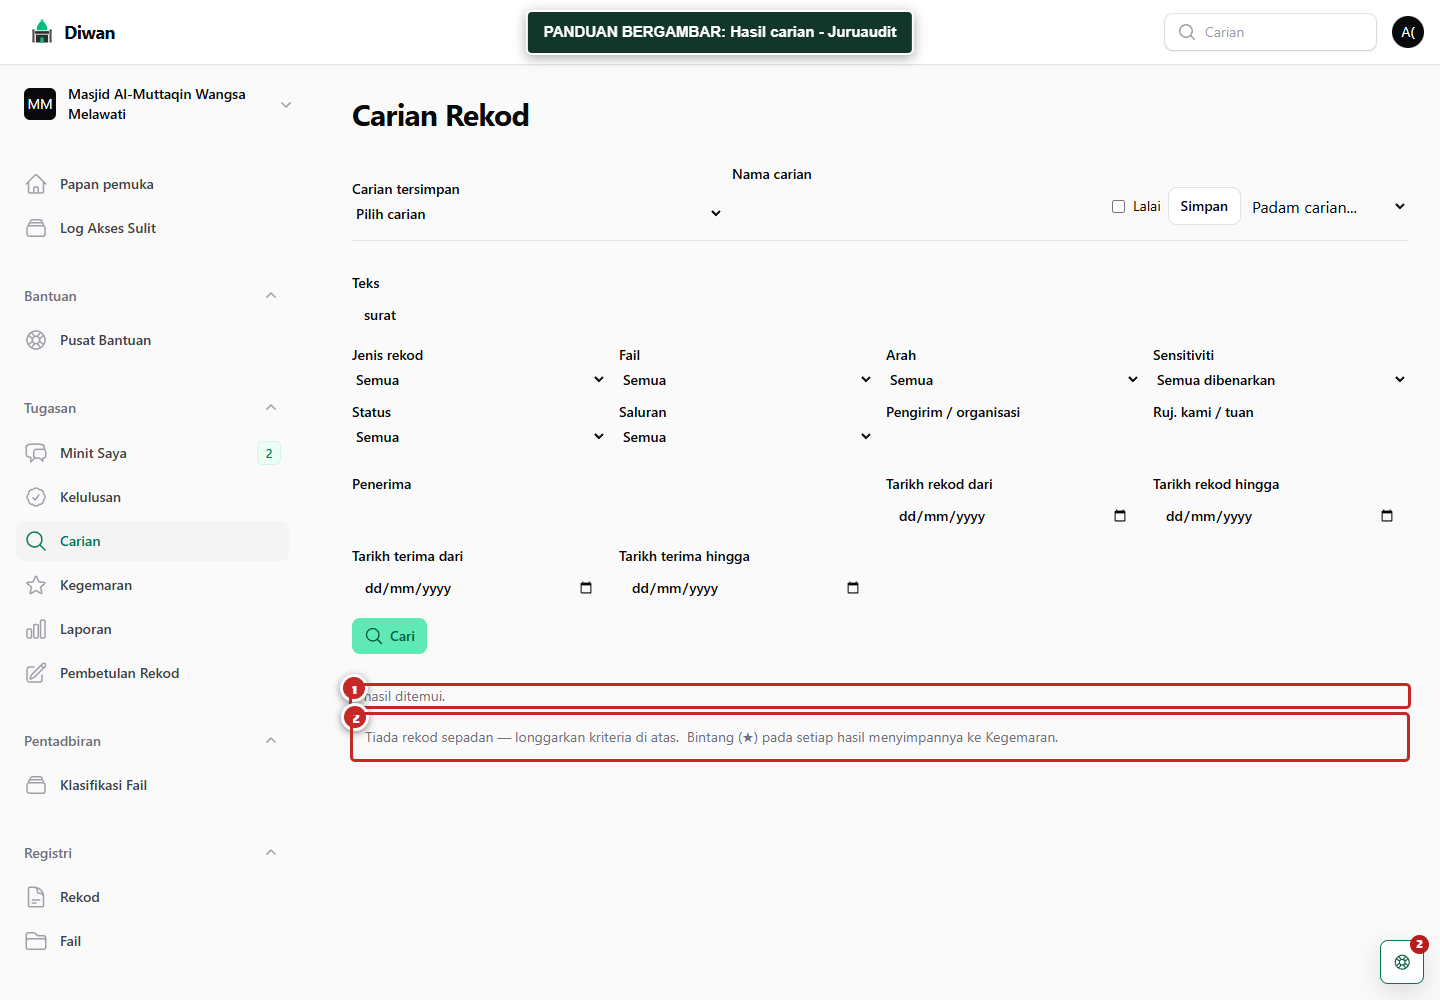 Diwan
PANDUAN BERGAMBAR: Hasil carian - Juruaudit
Carian
A(
MM
Masjid Al-Muttaqin Wangsa
Melawati
Papan pemuka
Log Akses Sulit
Bantuan
Pusat Bantuan
Tugasan
Minit Saya
2
Kelulusan
Carian
Kegemaran
Laporan
Pembetulan Rekod
Pentadbiran
Klasifikasi Fail
Registri
Rekod
Fail
Carian Rekod
Carian tersimpan
Pilih carian
Nama carian
Lalai
Simpan
Padam carian...
Teks
surat
Jenis rekod
Semua
Fail
Semua
Arah
Semua
Sensitiviti
Semua dibenarkan
Status
Semua
Saluran
Semua
Pengirim / organisasi
Ruj. kami / tuan
Penerima
Tarikh rekod dari
dd/mm/yyyy
Tarikh rekod hingga
dd/mm/yyyy
Tarikh terima dari
dd/mm/yyyy
Tarikh terima hingga
dd/mm/yyyy
Cari
1
hasil ditemui.
2
Tiada rekod sepadan — longgarkan kriteria di atas. Bintang (★) pada setiap hasil menyimpannya ke Kegemaran.
2